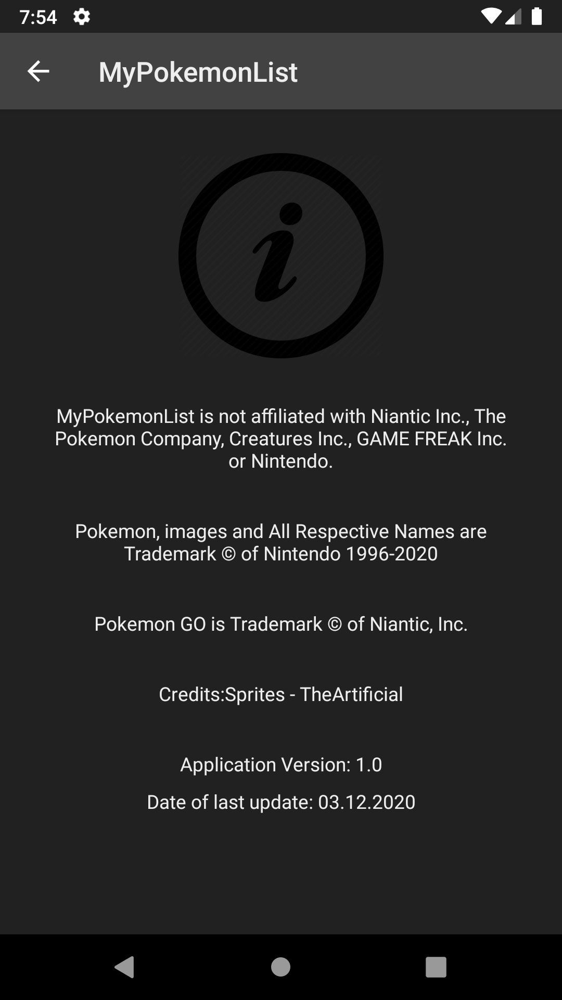 7:54
MyPokemonList
i
MyPokemonList is not affiliated with Niantic Inc., The
Pokemon Company, Creatures Inc., GAME FREAK Inc.
or Nintendo.
Pokemon, images and All Respective Names are
Trademark © of Nintendo 1996-2020
Pokemon GO is Trademark © of Niantic, Inc.
Credits:Sprites - TheArtificial
Application Version: 1.0
Date of last update: 03.12.2020